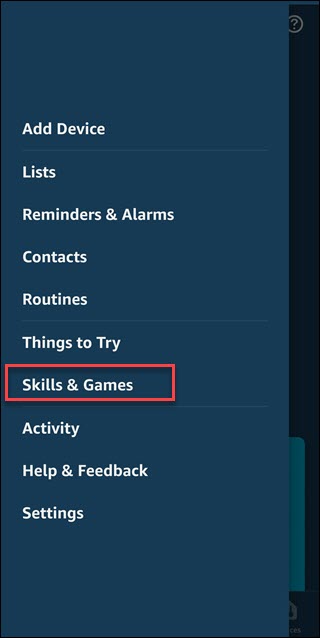 ?
Add Device
Lists
Reminders & Alarms
Contacts
Routines
Things to Try
Skills & Games
Activity
Help & Feedback
Settings